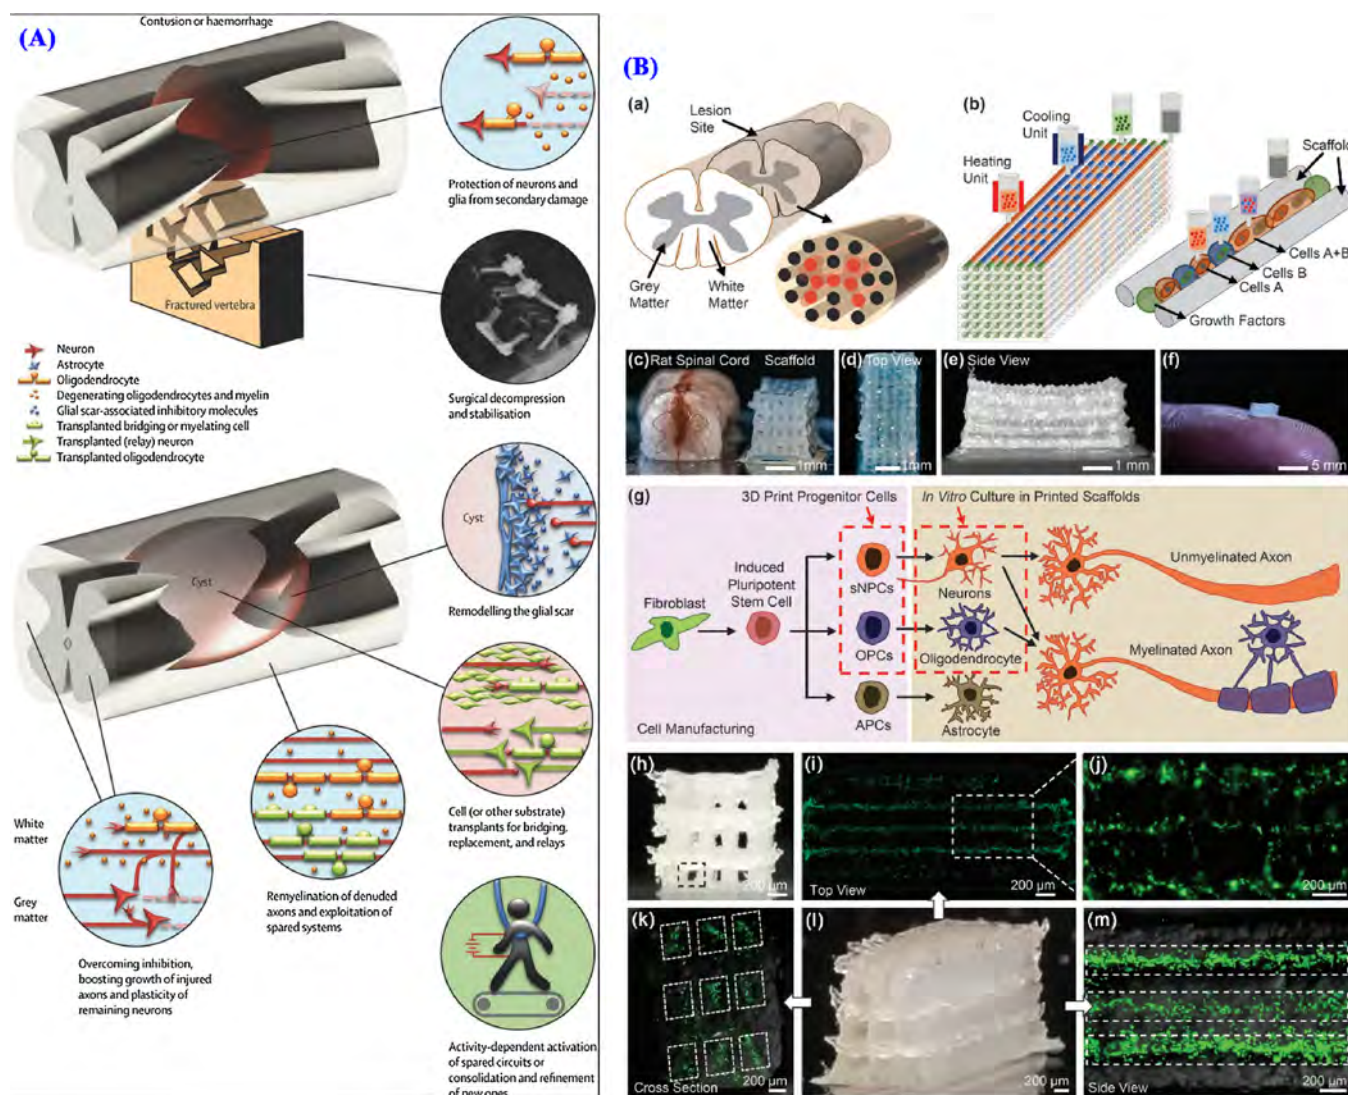 (A)
Contusion or haemorrhage
Protection of neurons and
glia from secondary damage
Fractured vertebra
Surgical decompression
and stabilisation
Neuron
Astrocyte
Oligodendrocyte
Degenerating oligodendrocytes and myelin
Glial scar-associated inhibitory molecules
Transplanted bridging or myelating cell
Transplanted (relay) neuron
Transplanted oligodendrocyte
Cyst
Remodelling the glial scar
Cyst
Cell (or other substrate)
transplants for bridging,
replacement, and relays
White
matter
Grey
matter
Remyelination of denuded
axons and exploitation of
spared systems
Overcoming inhibition,
boosting growth of injured
axons and plasticity of
remaining neurons
Activity-dependent activation
of spared circuits or
consolidation and refinement
of new ones
(B)
(a)
Lesion
Site
Grey
Matter
White
Matter
(b)
Cooling
Unit
Heating
Unit
Scaffold
Cells A+B
Cells B
Cells A
Growth Factors
(c) Rat Spinal Cord Scaffold
1mm
(d) Top View
1mm
(e) Side View
1 mm
(f)
5 mm
(g)
3D Print Progenitor Cells
In Vitro Culture in Printed Scaffolds
Fibroblast
Induced
Pluripotent
Stem Cell
sNPCs
Neurons
Unmyelinated Axon
OPCs
Oligodendrocyte
Myelinated Axon
APCs
Astrocyte
Cell Manufacturing
(h)
200 µm
(i)
Top View
200 µm
(j)
200 µm
(k)
Cross Section
200 µm
(l)
200 µm
(m)
Side View
200 µm